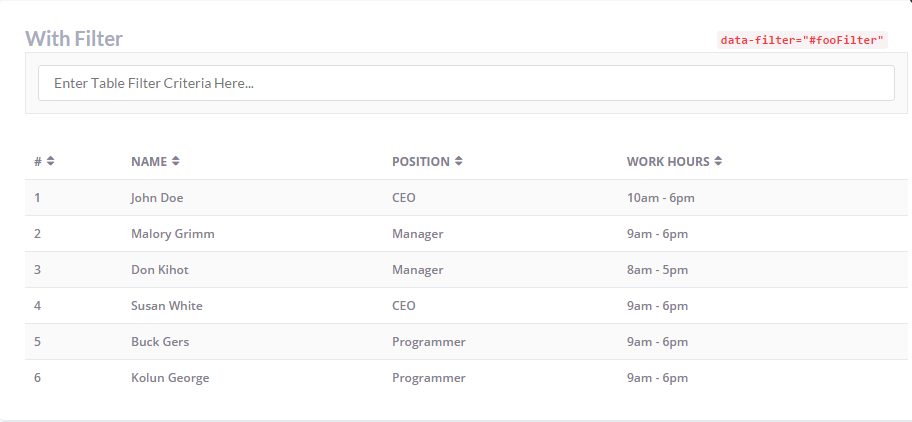 With Filter
data-filter="#fooFilter"
Enter Table Filter Criteria Here...
# NAME POSITION WORK HOURS
1 John Doe CEO 10am - 6pm
2 Malory Grimm Manager 9am - 6pm
3 Don Kihot Manager 8am - 5pm
4 Susan White CEO 9am - 6pm
5 Buck Gers Programmer 9am - 6pm
6 Kolun George Programmer 9am - 6pm